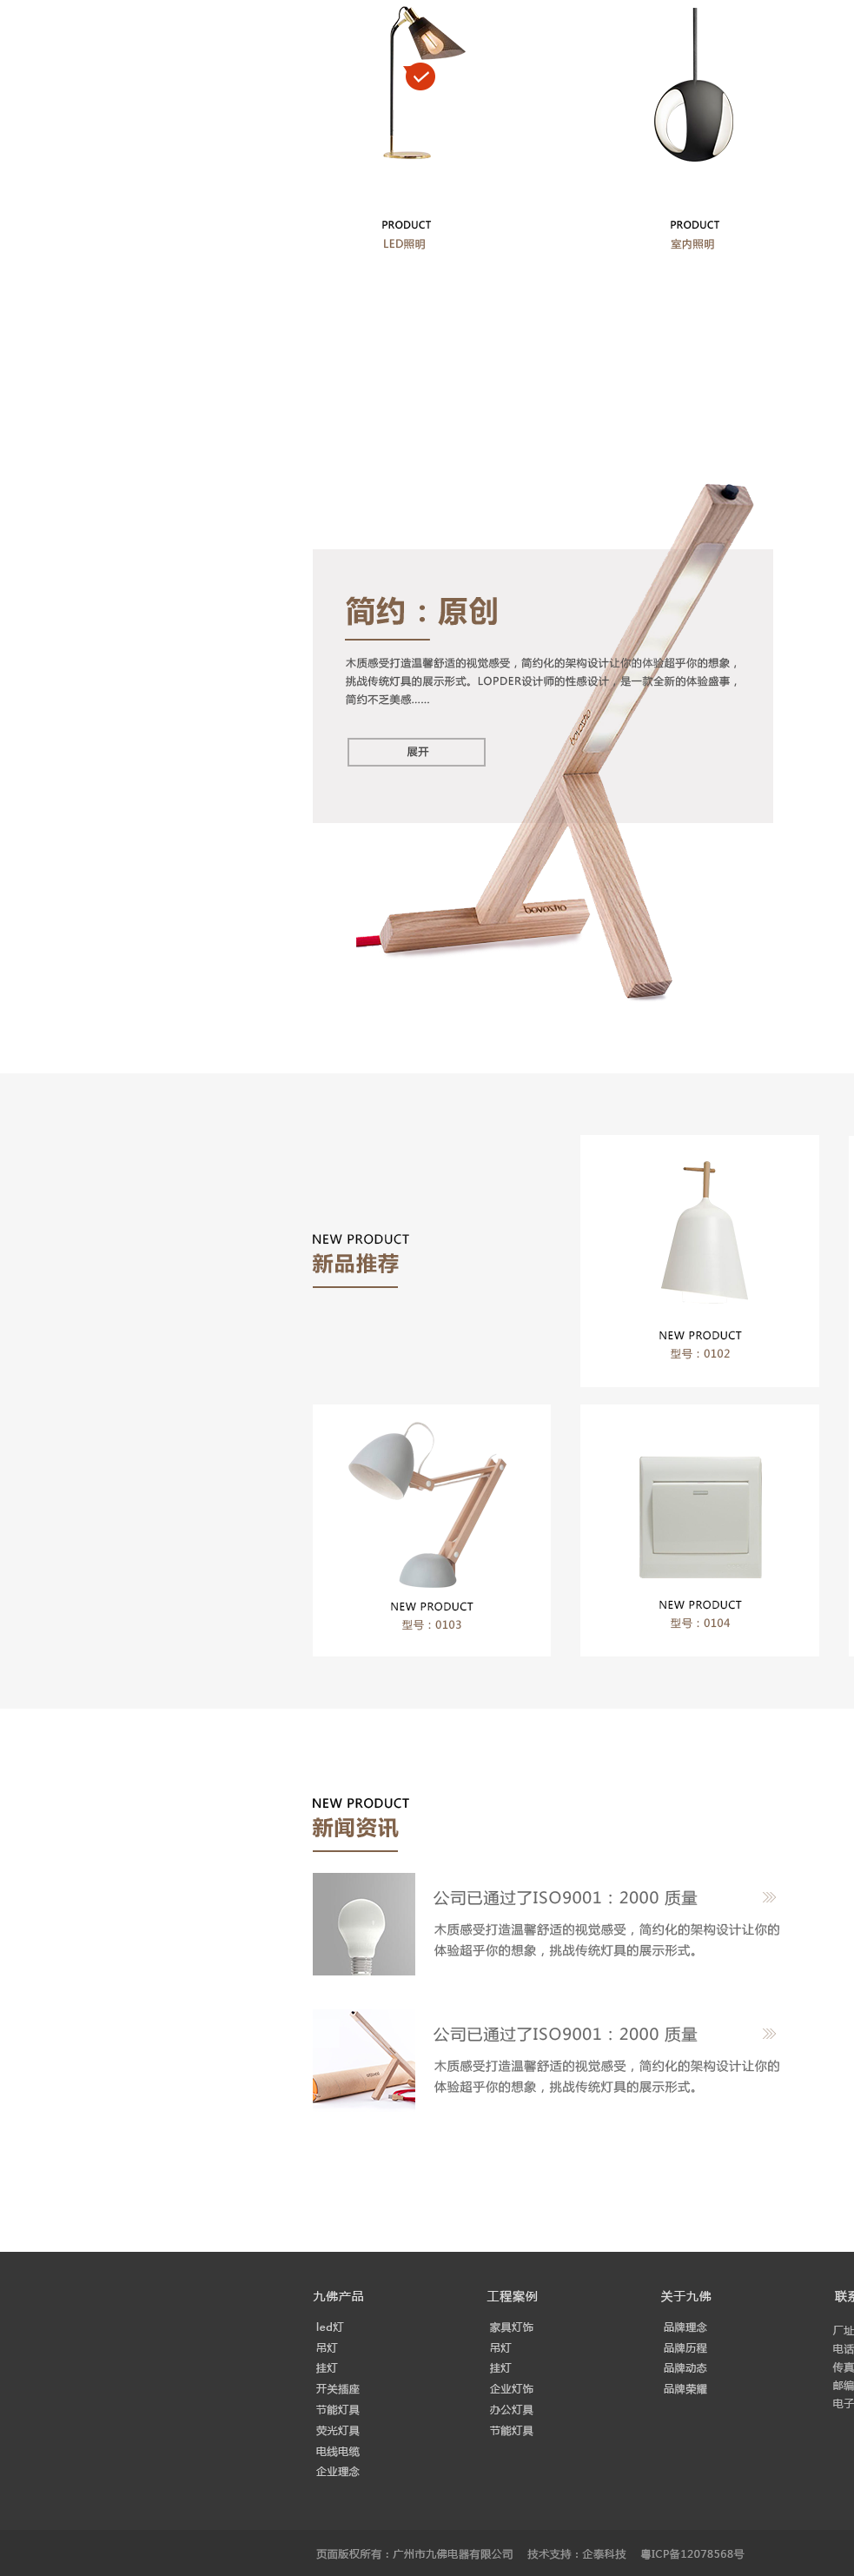 PRODUCT
LED照明
PRODUCT
室内照明
简约：原创
木质感受打造温馨舒适的视觉感受，简约化的架构设计让你的体验超乎你的想象，
挑战传统灯具的展示形式。LOPDER设计师的性感设计，是一款全新的体验盛事，
简约不乏美感......
展开
NEW PRODUCT
新品推荐
NEW PRODUCT
型号：0102
NEW PRODUCT
型号：0103
NEW PRODUCT
型号：0104
NEW PRODUCT
新闻资讯
公司已通过了ISO9001：2000 质量
木质感受打造温馨舒适的视觉感受，简约化的架构设计让你的
体验超乎你的想象，挑战传统灯具的展示形式。
公司已通过了ISO9001：2000 质量
木质感受打造温馨舒适的视觉感受，简约化的架构设计让你的
体验超乎你的想象，挑战传统灯具的展示形式。
九佛产品
led灯
吊灯
挂灯
开关插座
节能灯具
荧光灯具
电线电缆
企业理念
工程案例
家具灯饰
吊灯
挂灯
企业灯饰
办公灯具
节能灯具
关于九佛
品牌理念
品牌历程
品牌动态
品牌荣耀
联系
厂址
电话
传真
邮编
电子
页面版权所有：广州市九佛电器有限公司 技术支持：企泰科技 粤ICP备12078568号